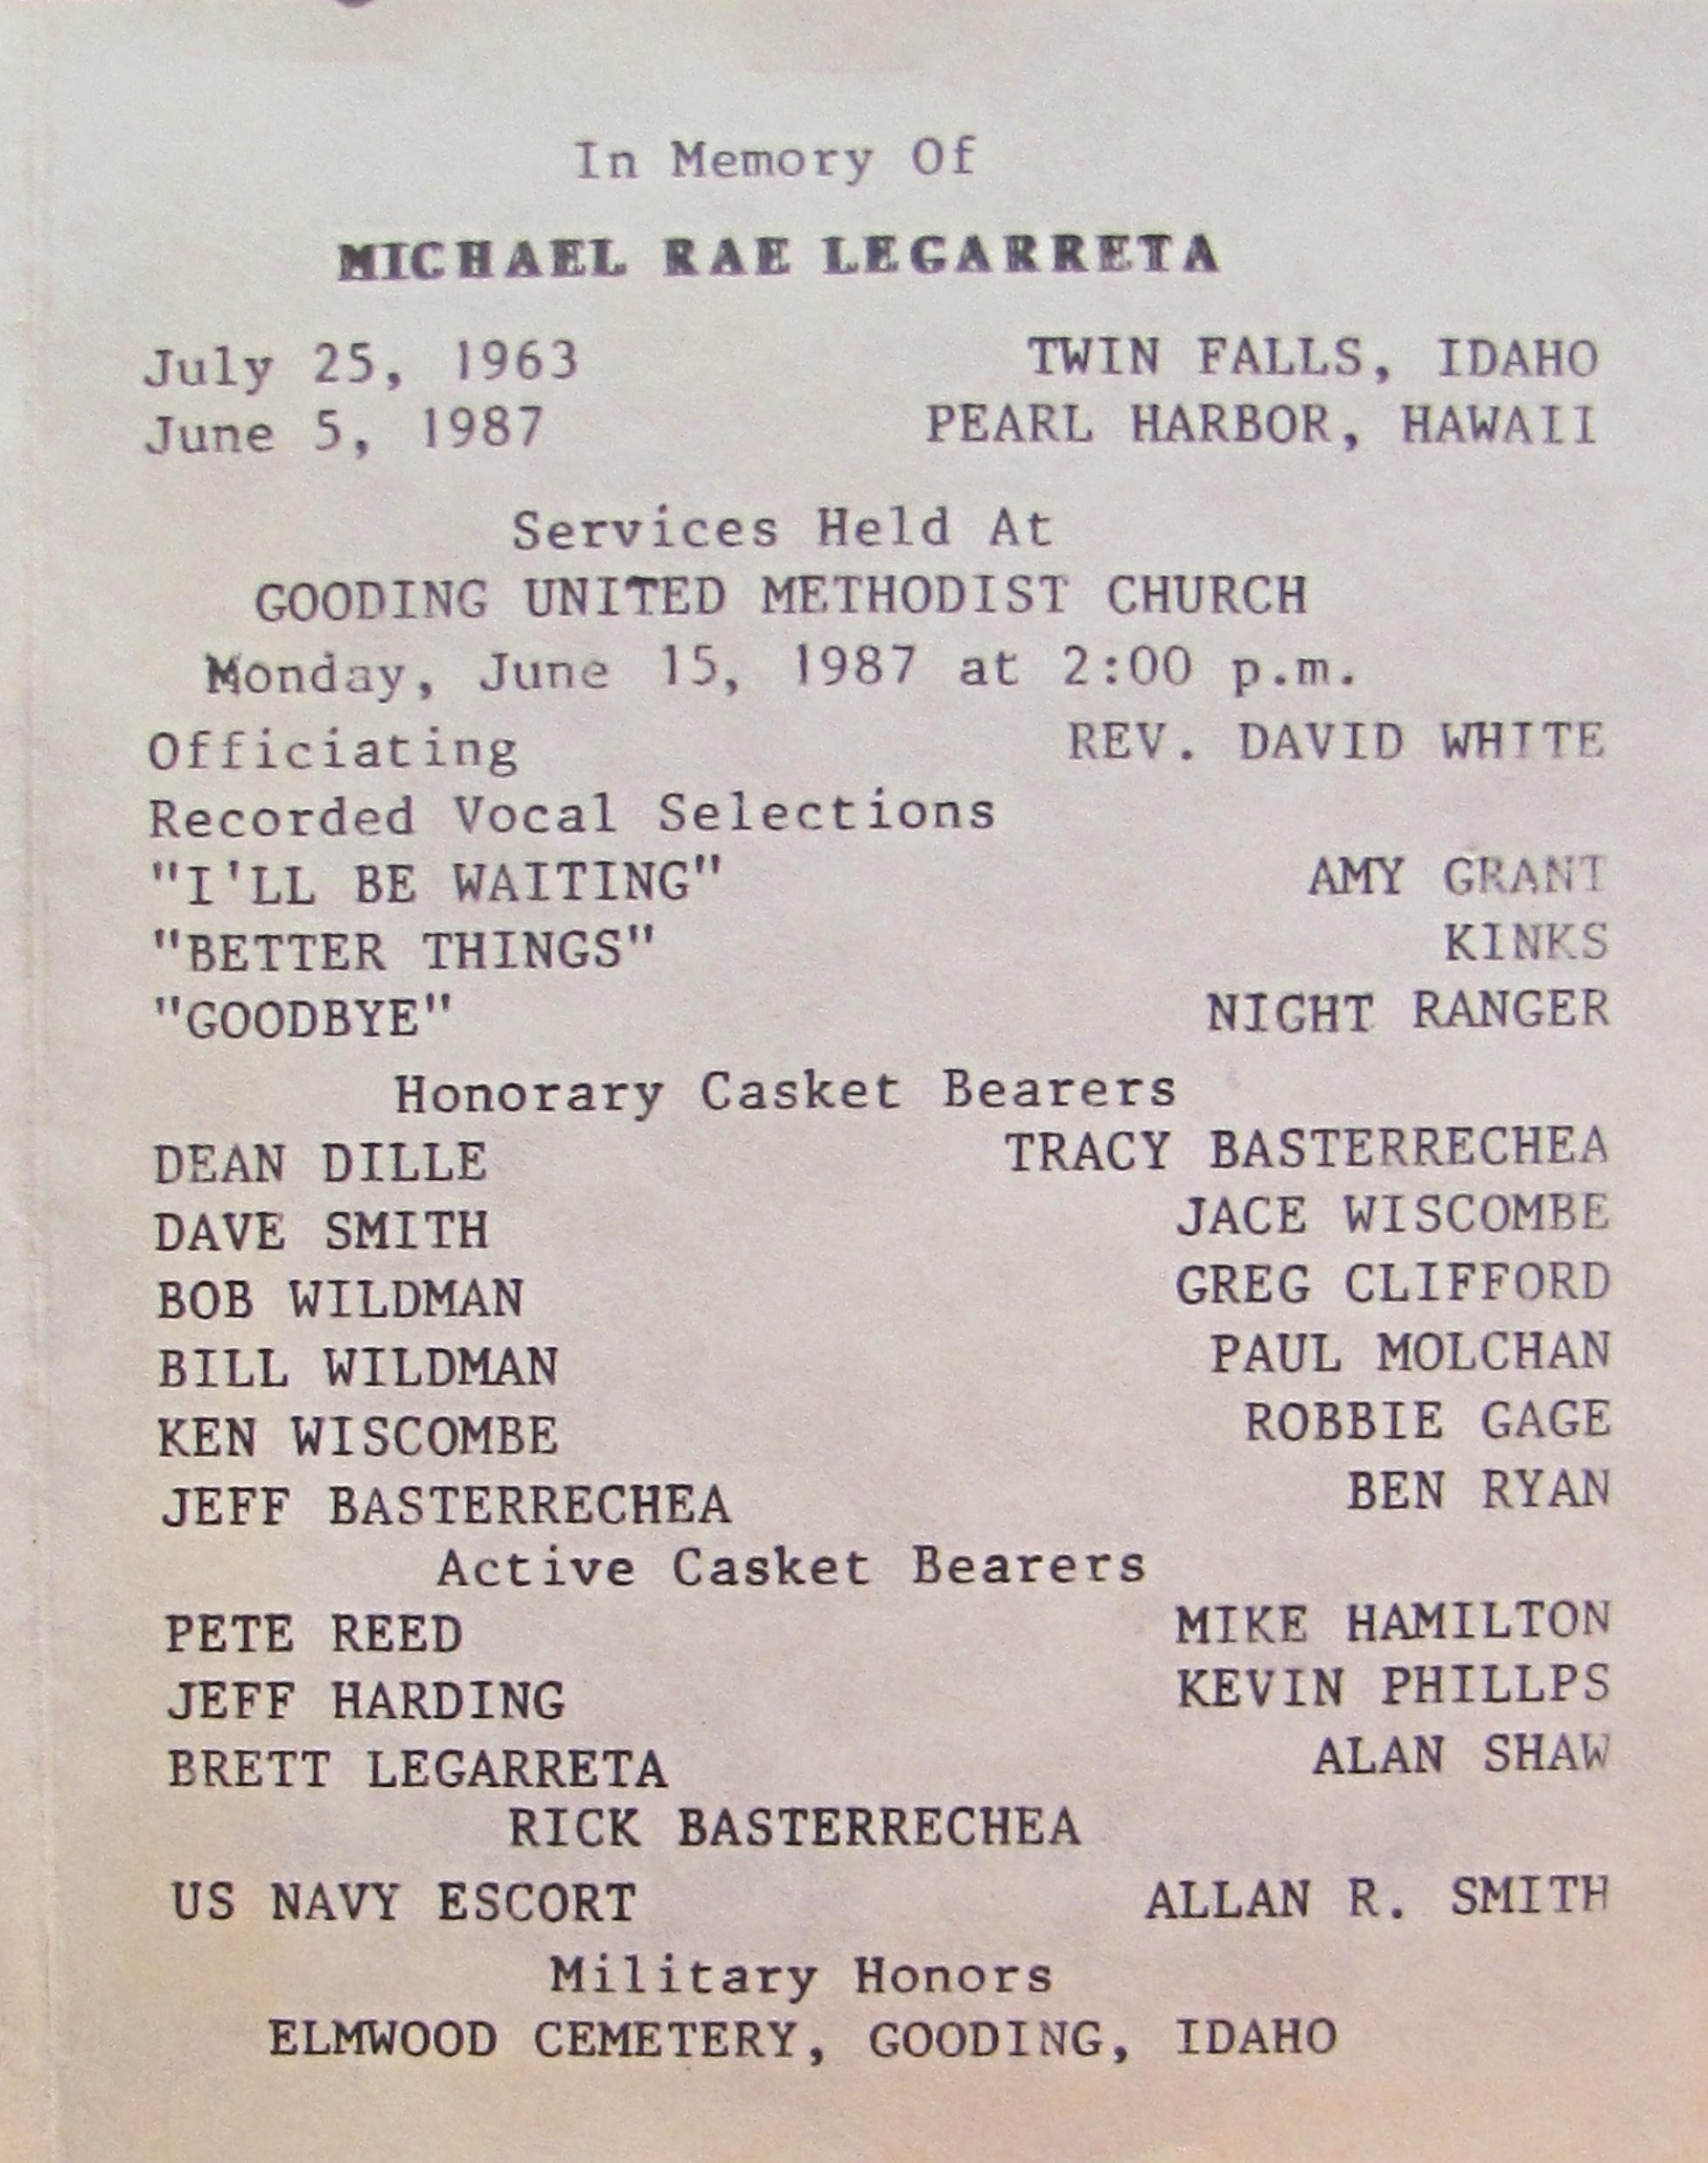 In Memory Of
MICHAEL RAE LEGARRETA
July 25, 1963 TWIN FALLS, IDAHO
June 5, 1987 PEARL HARBOR, HAWAII
Services Held At
GOODING UNITED METHODIST CHURCH
Monday, June 15, 1987 at 2:00 p.m.
Officiating REV. DAVID WHITE
Recorded Vocal Selections
"I'LL BE WAITING" AMY GRANT
"BETTER THINGS" KINKS
"GOODBYE" NIGHT RANGER
Honorary Casket Bearers
DEAN DILLE TRACY BASTERRECHEA
DAVE SMITH JACE WISCOMBE
BOB WILDMAN GREG CLIFFORD
BILL WILDMAN PAUL MOLCHAN
KEN WISCOMBE ROBBIE GAGE
JEFF BASTERRECHEA BEN RYAN
Active Casket Bearers
PETE REED MIKE HAMILTON
JEFF HARDING KEVIN PHILLPS
BRETT LEGARRETA ALAN SHAW
RICK BASTERRECHEA
US NAVY ESCORT ALLAN R. SMITH
Military Honors
ELMWOOD CEMETERY, GOODING, IDAHO